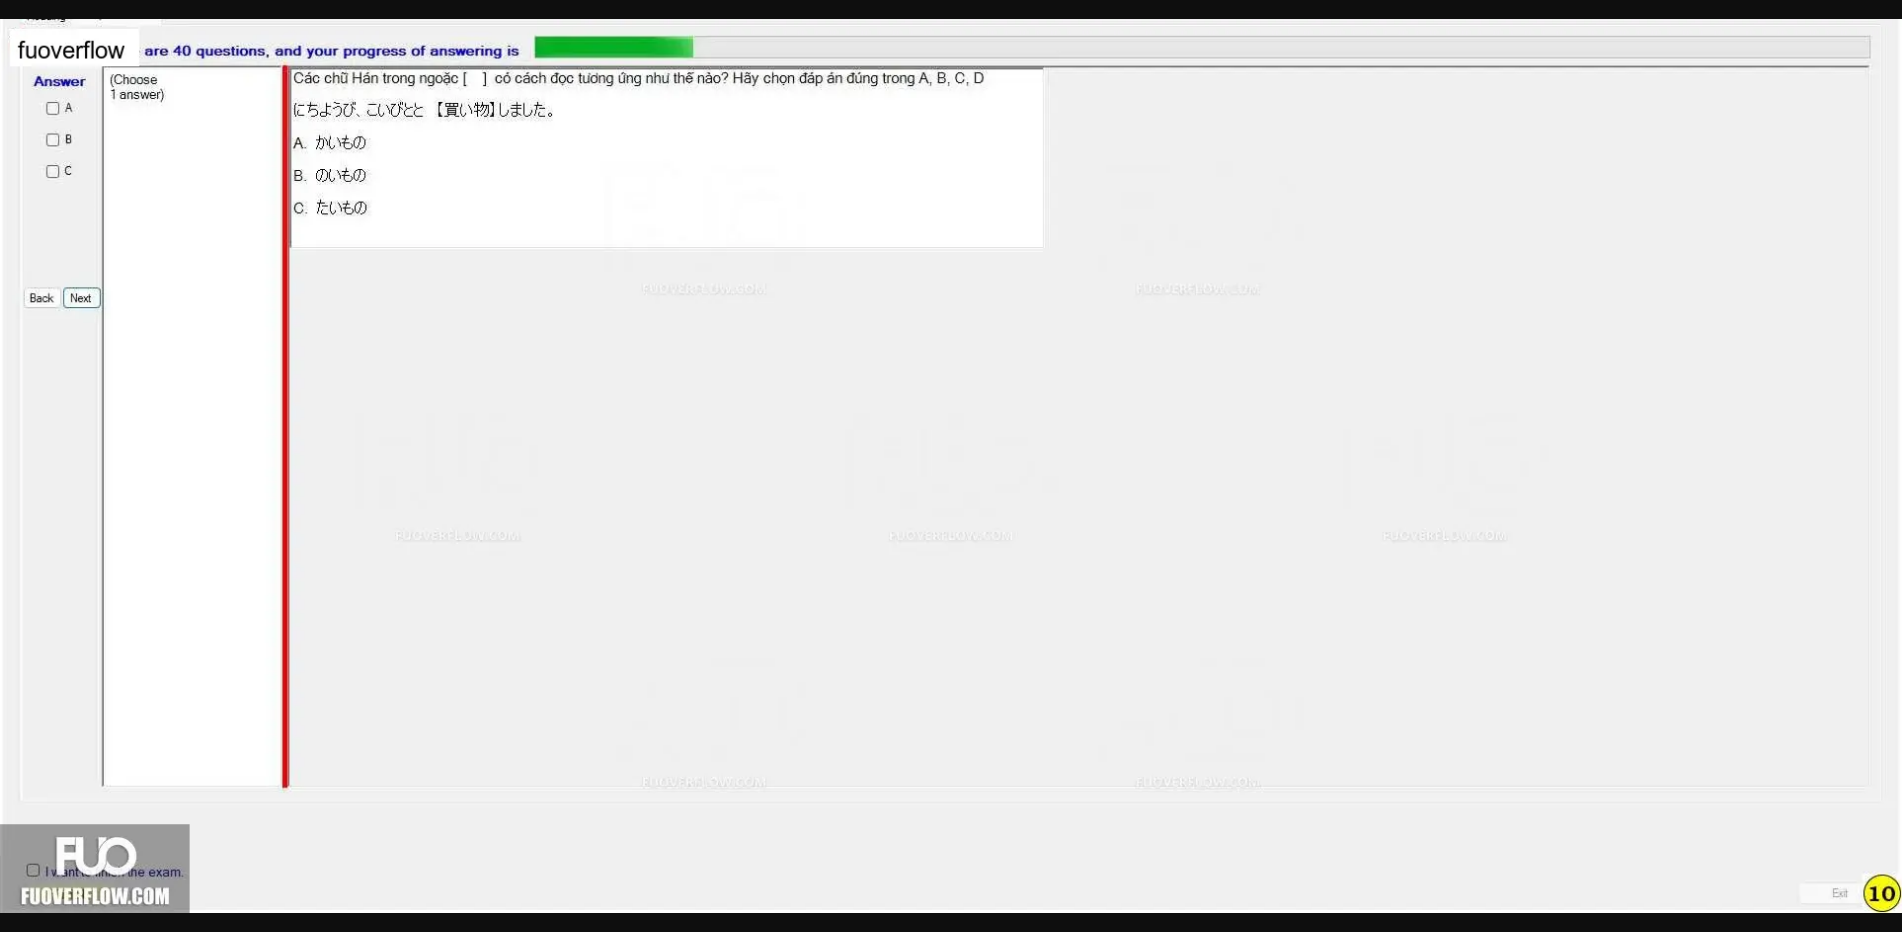 fuoverflow are 40 questions, and your progress of answering is
Answer
(Choose
1 answer)
A
B
C
Back Next
Các chữ Hán trong ngoặc [ ] có cách đọc tương ứng như thế nào? Hãy chọn đáp án đúng trong A, B, C, D
にちようび、こいびとと 【買い物】しました。
A. かいもの
B. のいもの
C. たいもの
FUOVERFLOW.COM FUOVERFLOW.COM
FUOVERFLOW.COM FUOVERFLOW.COM FUOVERFLOW.COM
FUOVERFLOW.COM FUOVERFLOW.COM
FUO
I want to finish the exam.
FUOVERFLOW.COM
Exit 10